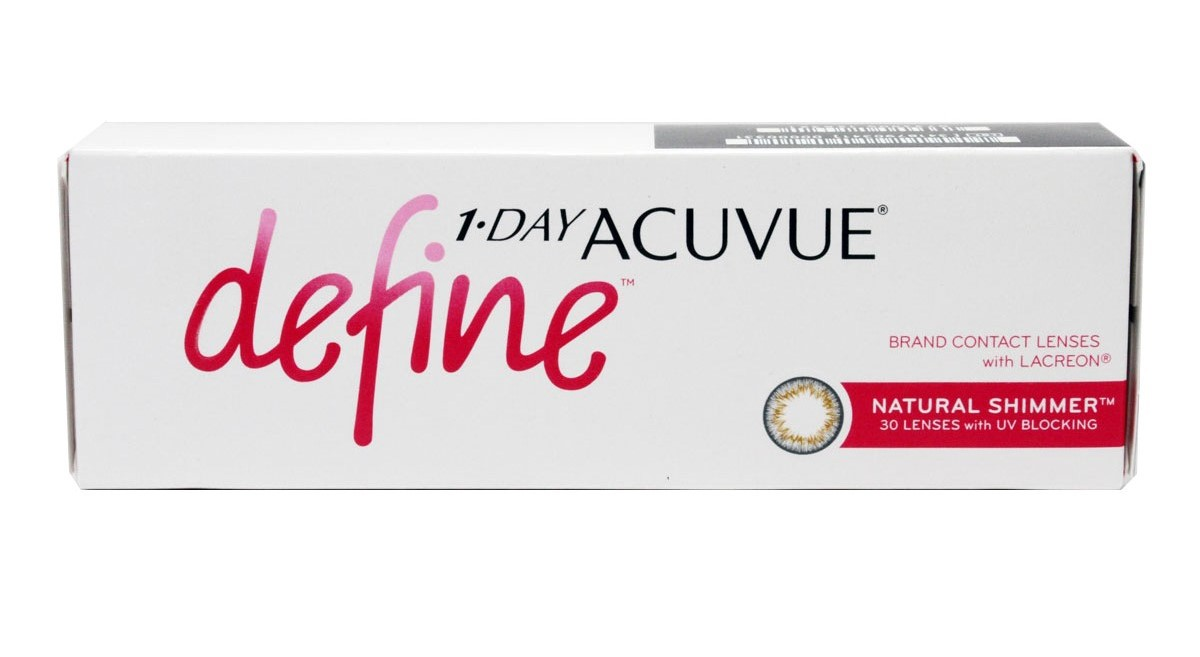 1·DAY ACUVUE®
define™
BRAND CONTACT LENSES
with LACREON®
NATURAL SHIMMER™
30 LENSES with UV BLOCKING